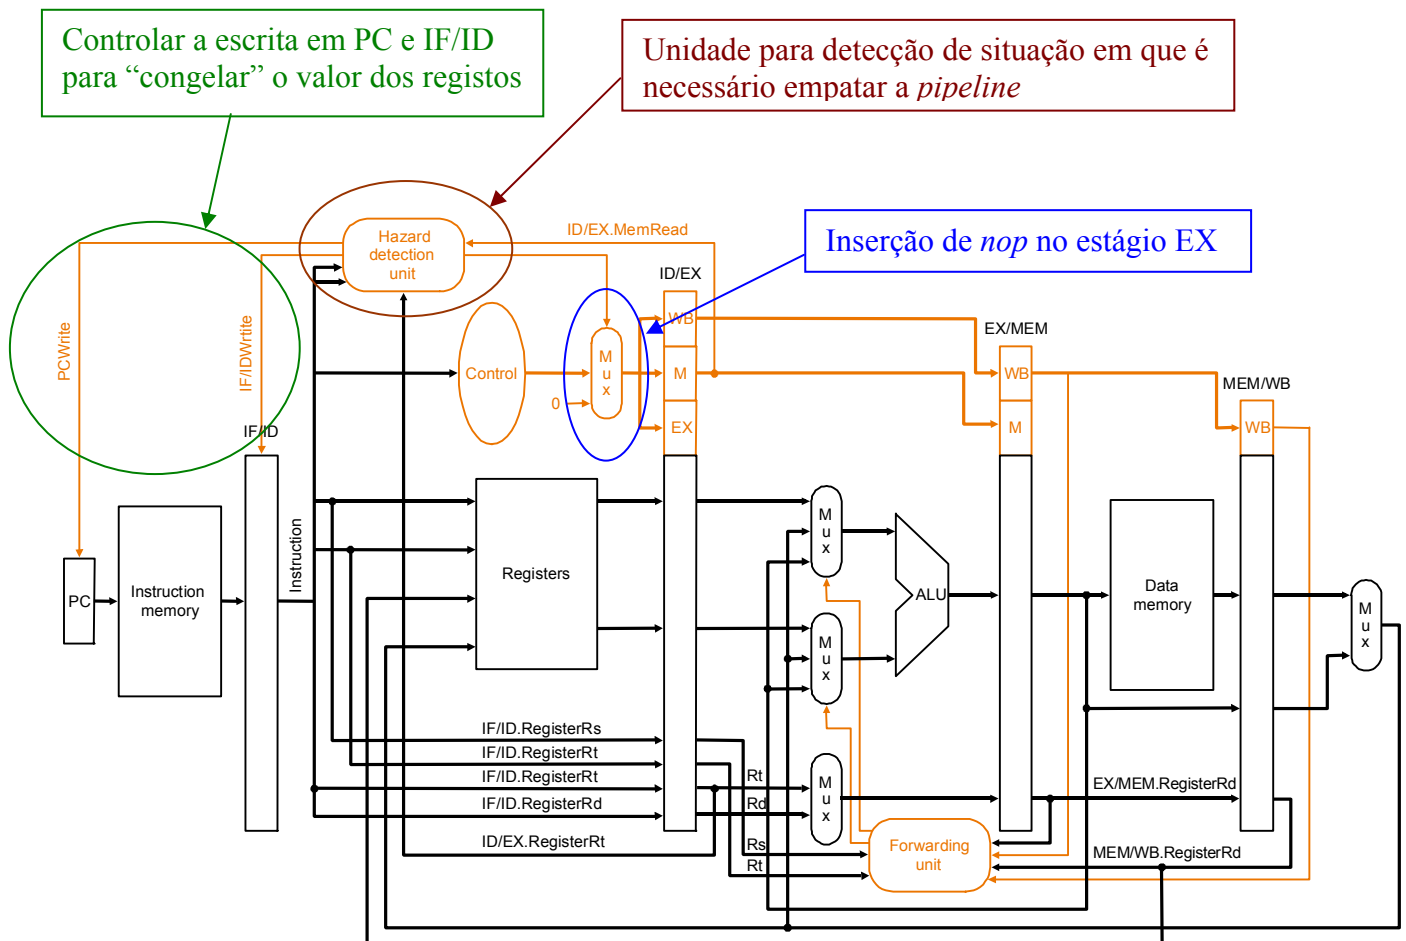 Controlar a escrita em PC e IF/ID
para “congelar” o valor dos registos
Unidade para detecção de situação em que é
necessário empatar a pipeline
Inserção de nop no estágio EX
Hazard
detection
unit
ID/EX.MemRead
ID/EX
WB
M
EX
EX/MEM
WB
M
MEM/WB
WB
PCWrite
IF/IDWrtite
Control
M
u
x
0
IF/ID
PC
Instruction
memory
Instruction
Registers
M
u
x
M
u
x
ALU
Data
memory
M
u
x
IF/ID.RegisterRs
IF/ID.RegisterRt
IF/ID.RegisterRt
IF/ID.RegisterRd
ID/EX.RegisterRt
Rt
Rd
Rs
Rt
M
u
x
EX/MEM.RegisterRd
Forwarding
unit
MEM/WB.RegisterRd